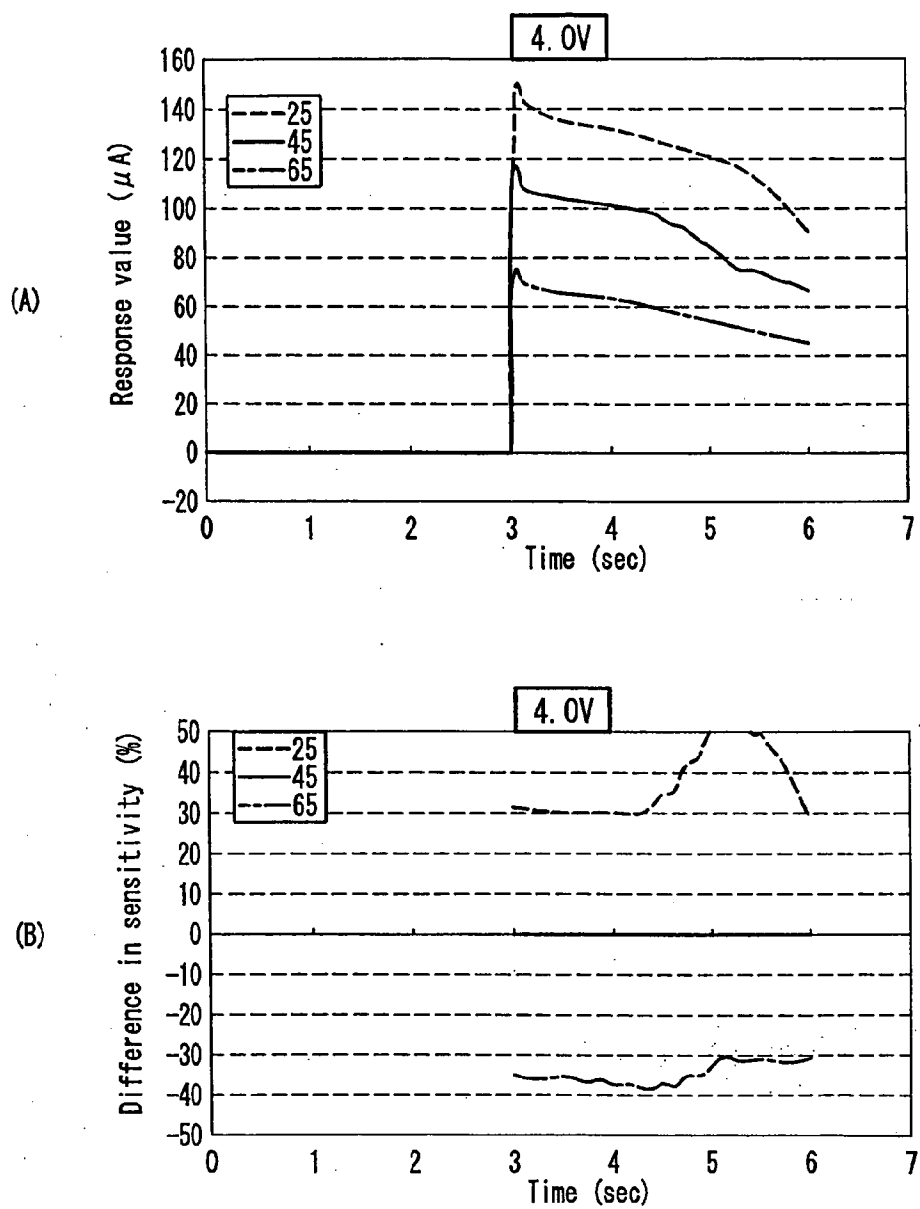 4.0V
160
140
120
100
80
60
40
20
0
-20
25
45
65
Response value (μA)
(A)
0 1 2 3 4 5 6 7
Time (sec)
4.0V
50
40
30
20
10
0
-10
-20
-30
-40
-50
25
45
65
Difference in sensitivity (%)
(B)
0 1 2 3 4 5 6 7
Time (sec)